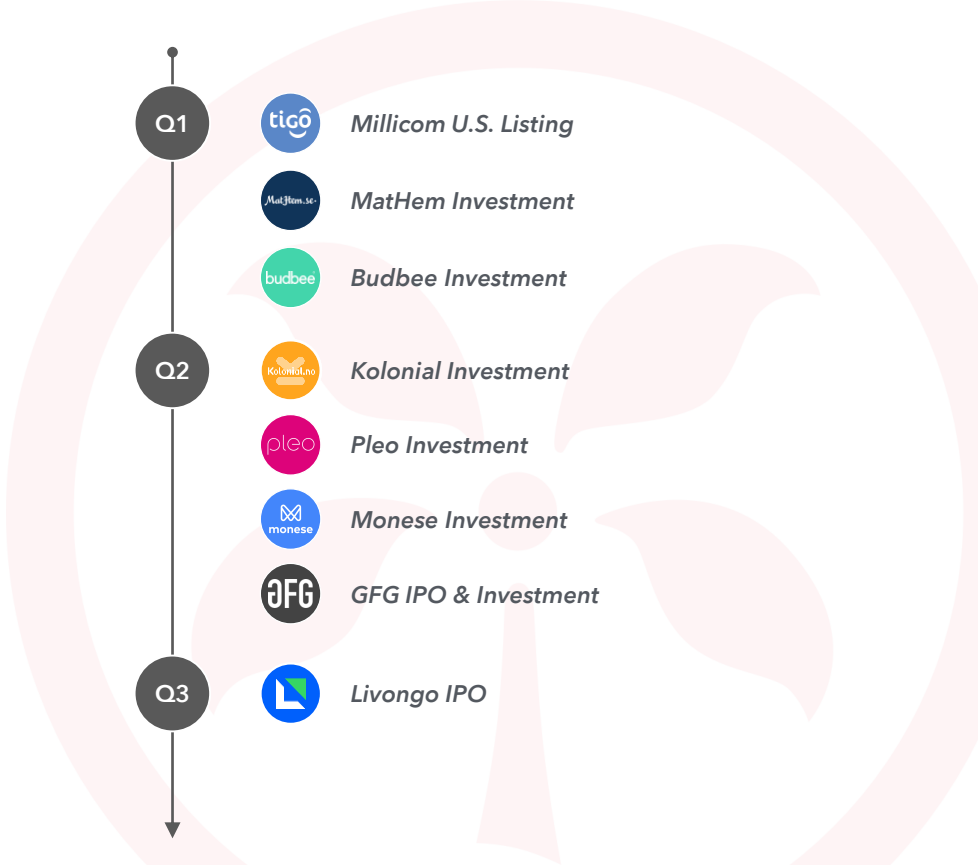 Q1
tigo
Millicom U.S. Listing
MatHem.se
MatHem Investment
budbee
Budbee Investment
Q2
Kolonial.no
Kolonial Investment
pleo
Pleo Investment
monese
Monese Investment
GFG
GFG IPO & Investment
Q3
Livongo IPO